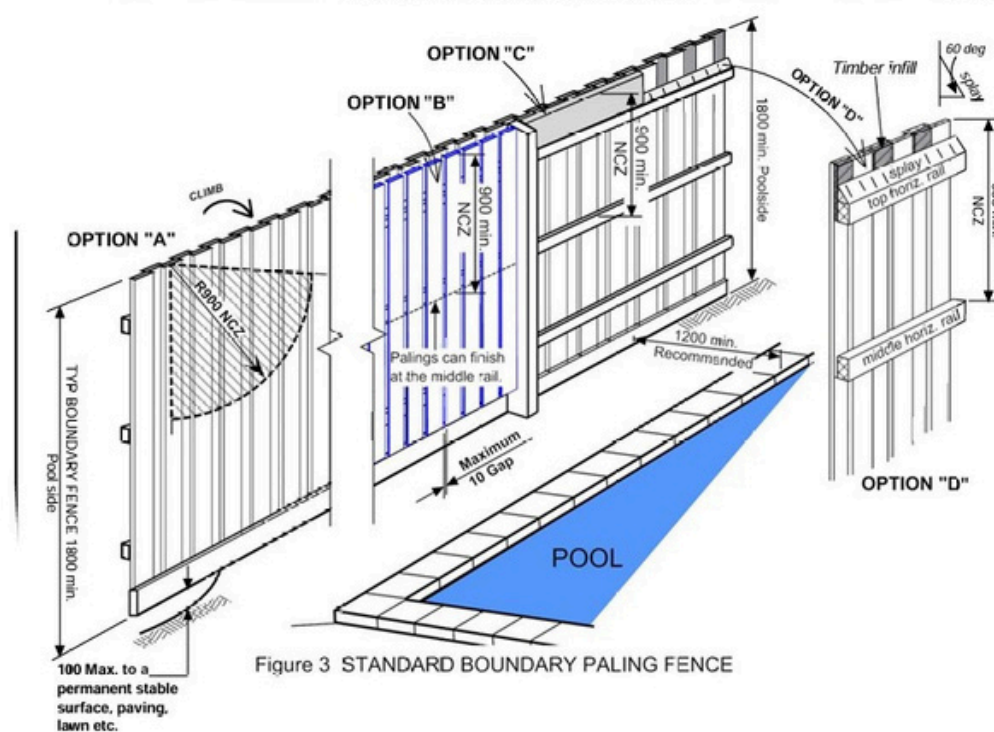 OPTION "C"
OPTION "B"
CLIMB
OPTION "A"
R900 NCZ
900 min.
NCZ
900 min.
NCZ
1800 min. Poolside
OPTION "D"
Timber infill
60 deg
splay
splay
top horiz. rail
NCZ
middle horiz. rail
OPTION "D"
Palings can finish
at the middle rail.
1200 min.
Recommended
Maximum
10 Gap
TYP BOUNDARY FENCE 1800 min.
Pool side
POOL
Figure 3 STANDARD BOUNDARY PALING FENCE
100 Max. to a
permanent stable
surface, paving,
lawn etc.